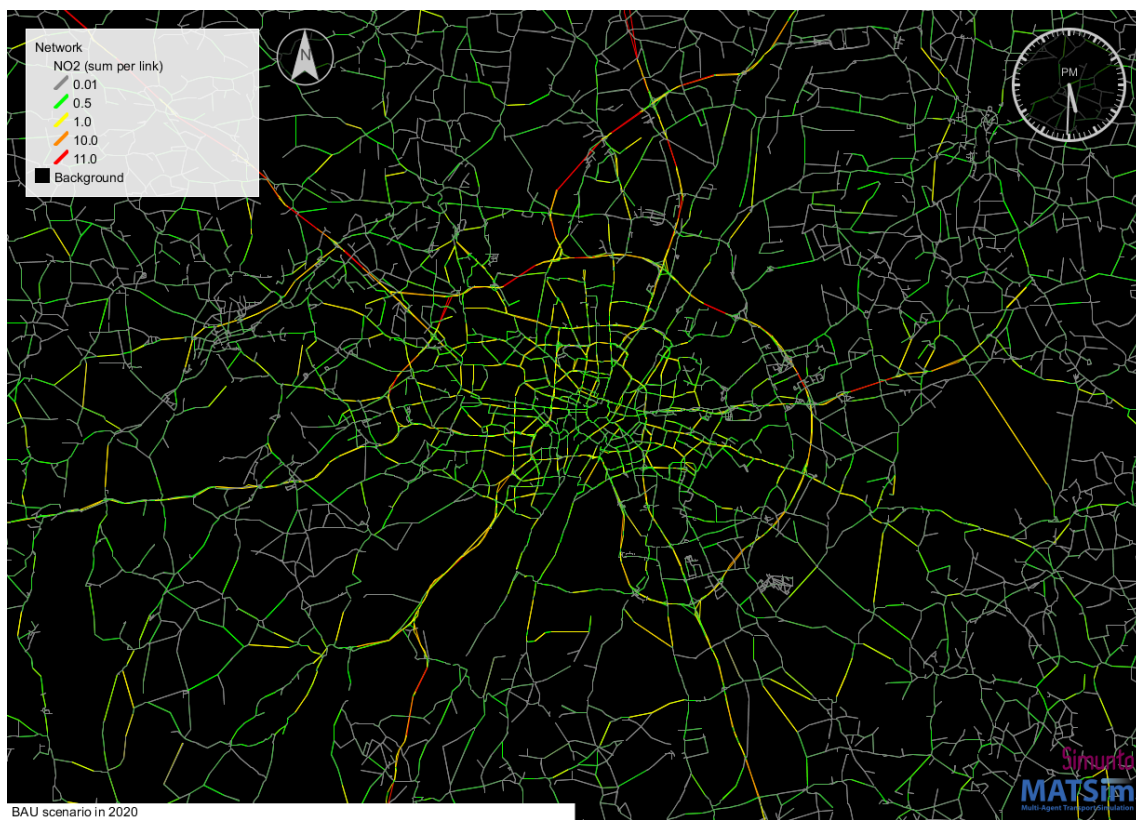 Network
NO2 (sum per link)
0.01
0.5
1.0
10.0
11.0
Background
N
PM
Simunto
MATSim
Multi-Agent Transport Simulation
BAU scenario in 2020